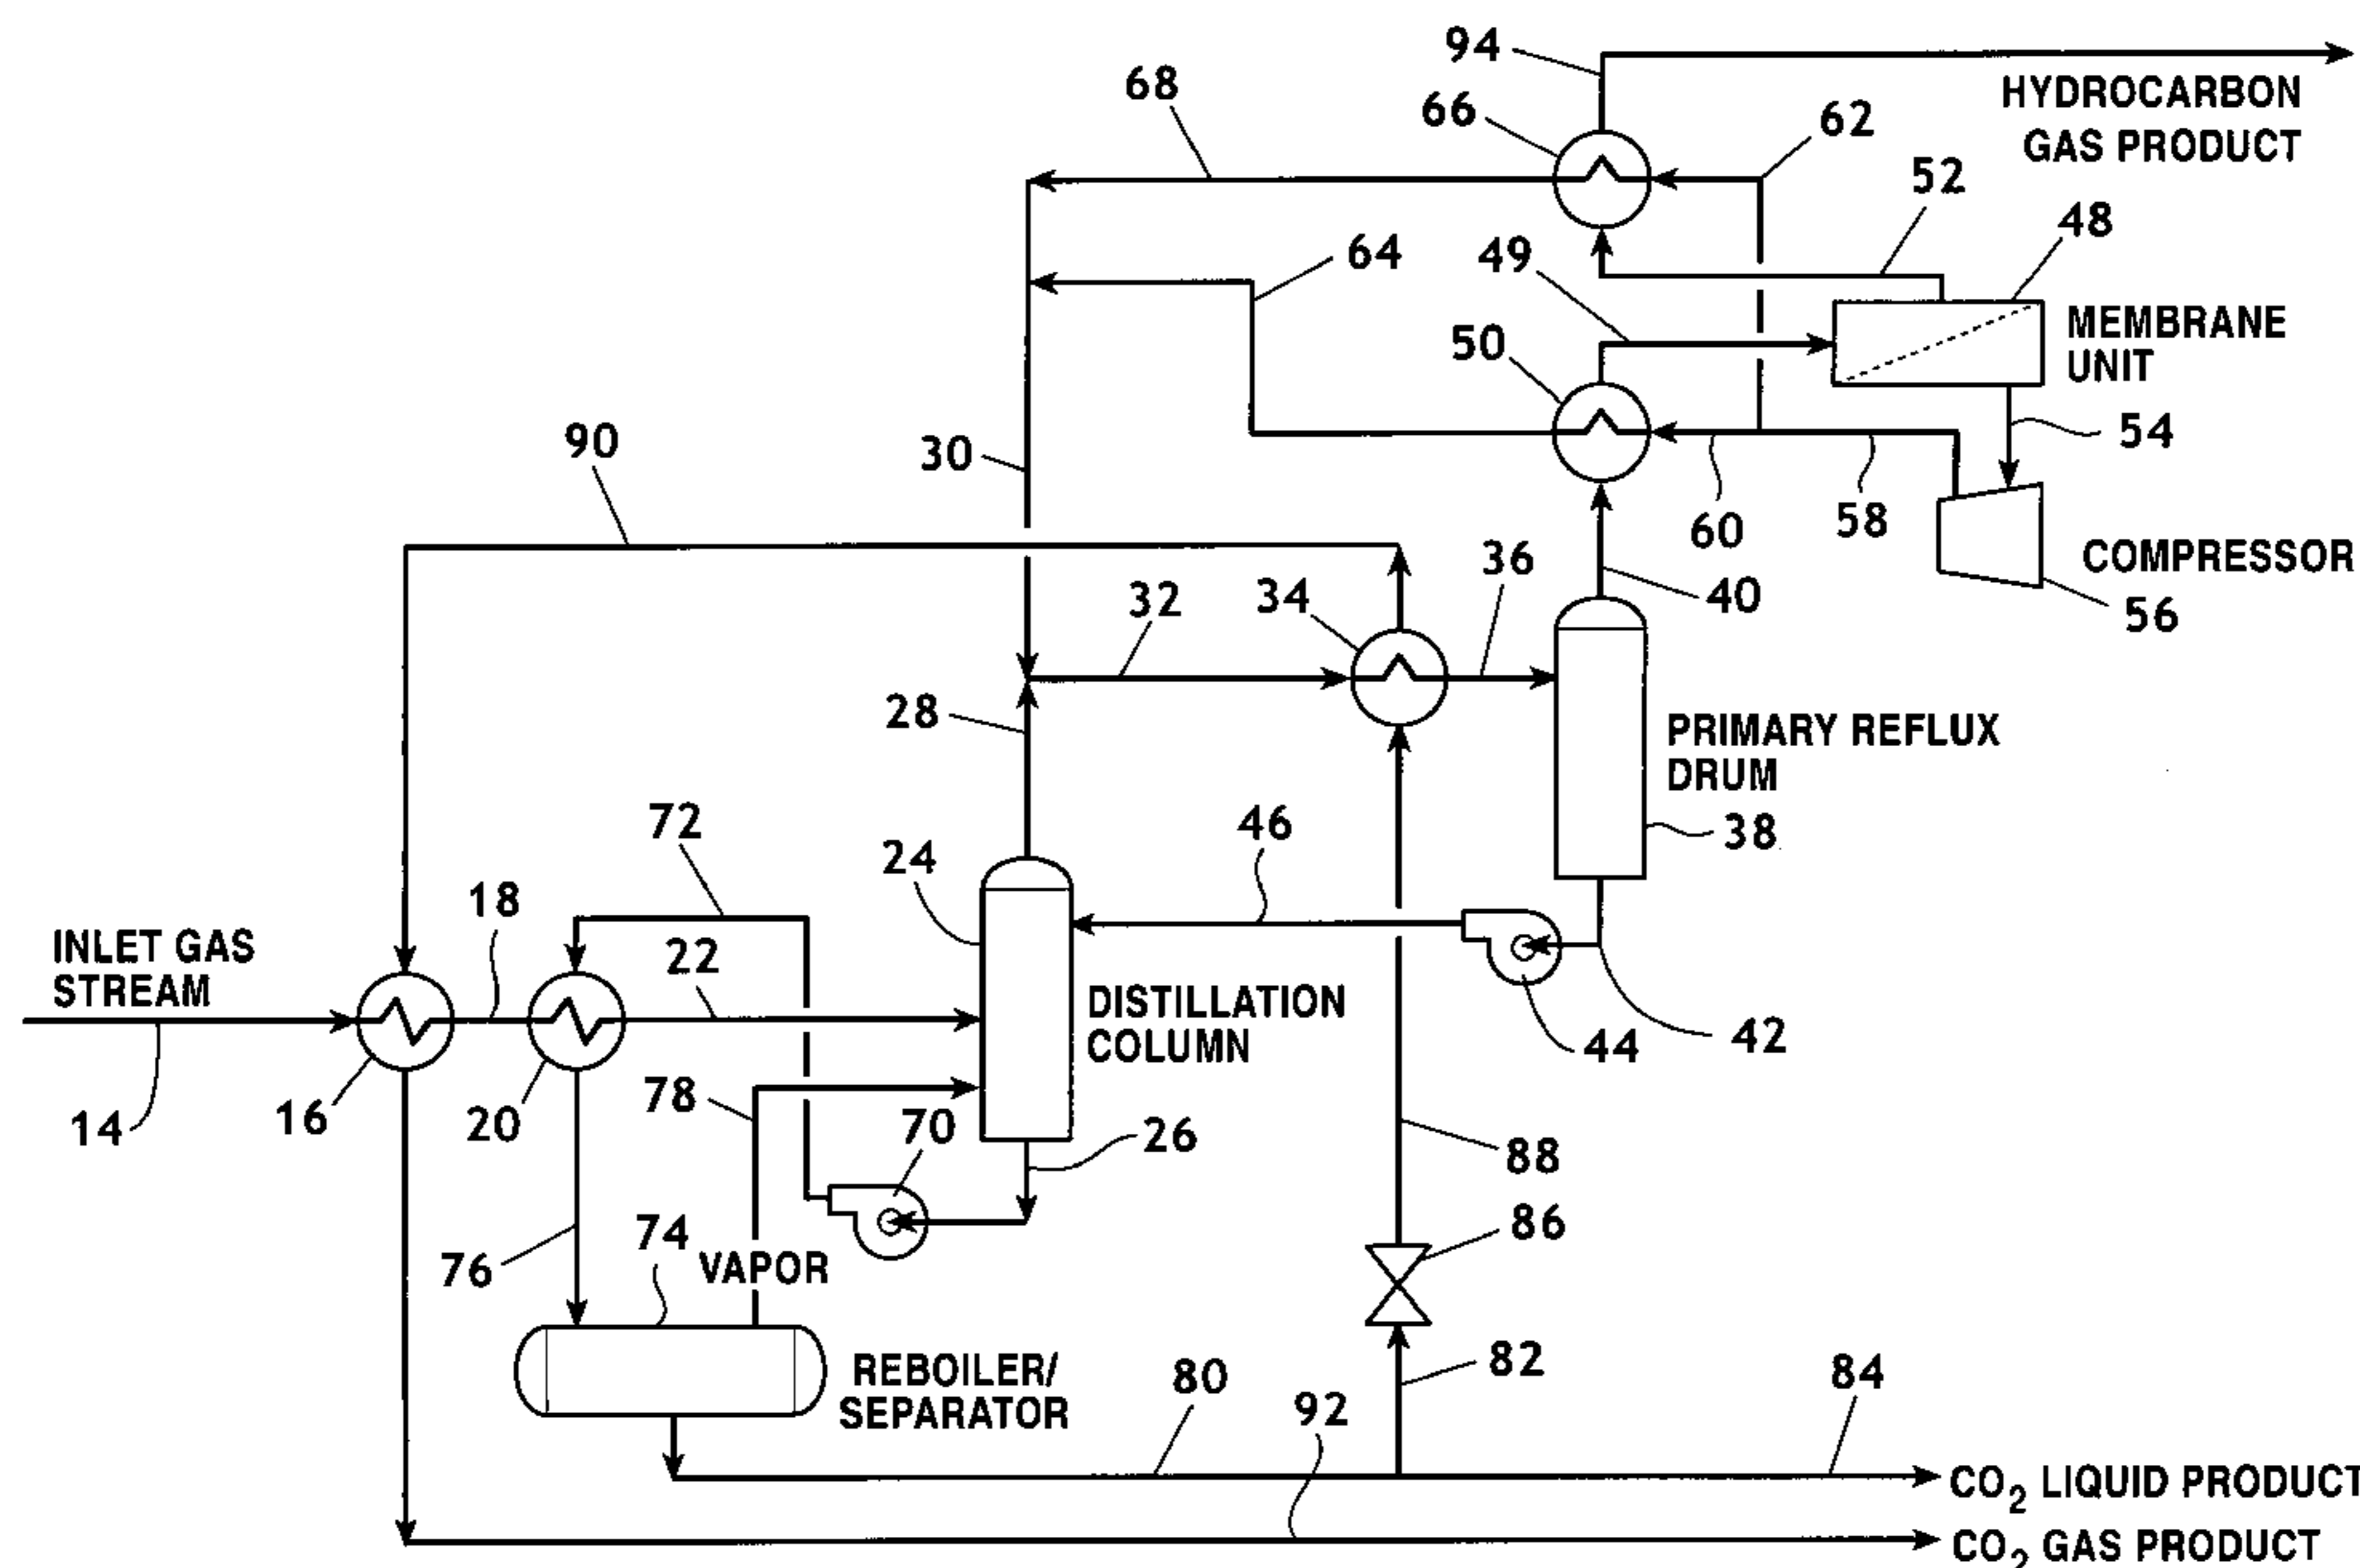 94
68
HYDROCARBON
GAS PRODUCT
66
62
52
48
64
49
MEMBRANE
UNIT
50
54
90
30
60
58
COMPRESSOR
36
32
34
40
56
28
PRIMARY REFLUX
DRUM
72
46
38
24
18
INLET GAS
STREAM
22
DISTILLATION
COLUMN
44
42
14
16
20
78
70
26
88
76
74
VAPOR
86
REBOILER/
SEPARATOR
80
92
82
84
CO2 LIQUID PRODUCT
CO2 GAS PRODUCT